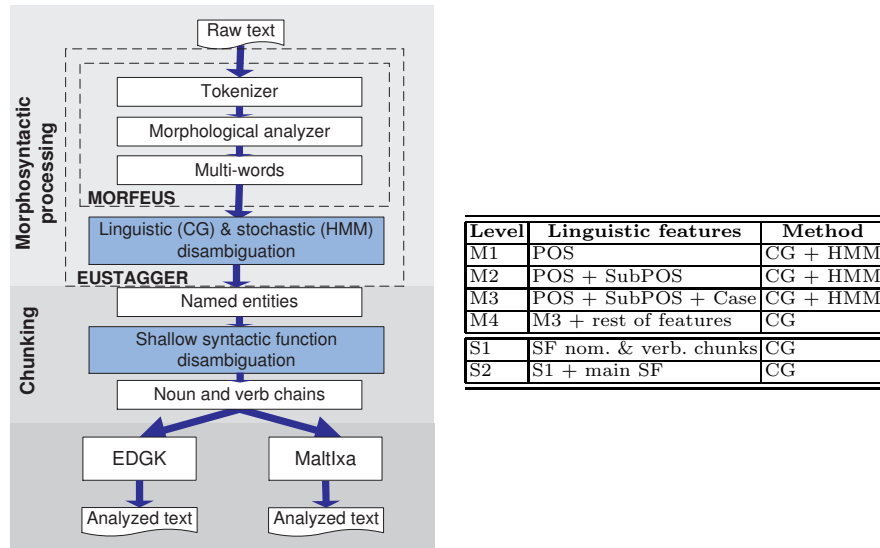 Raw text
Morphosyntactic
processing
Tokenizer
Morphological analyzer
Multi-words
MORFEUS
Linguistic (CG) & stochastic (HMM)
disambiguation
EUSTAGGER
Chunking
Named entities
Shallow syntactic function
disambiguation
Noun and verb chains
EDGK MaltIxa
Analyzed text Analyzed text
Level Linguistic features Method
M1 POS CG + HMM
M2 POS + SubPOS CG + HMM
M3 POS + SubPOS + Case CG + HMM
M4 M3 + rest of features CG
S1 SF nom. & verb. chunks CG
S2 S1 + main SF CG